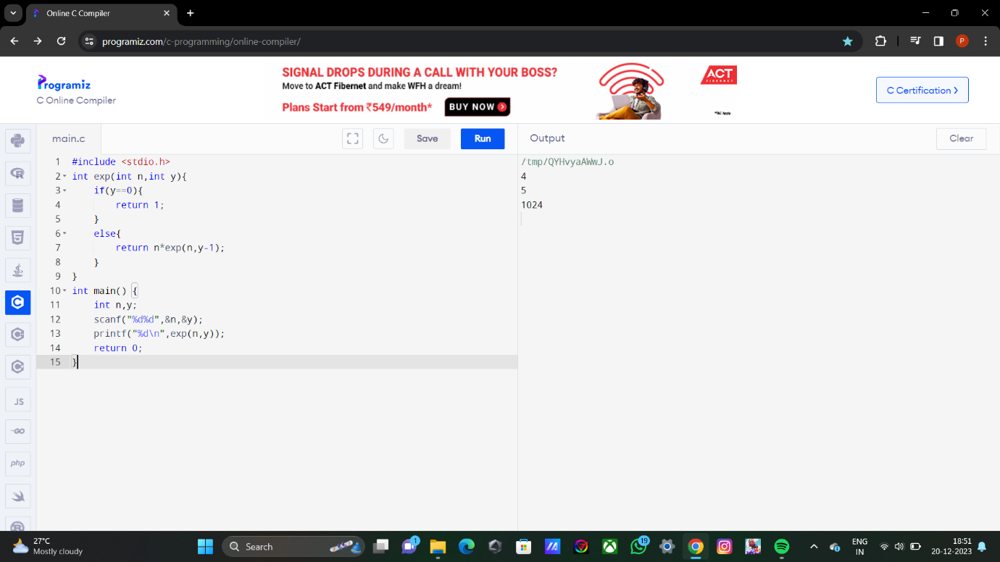 Online C Compiler
programiz.com/c-programming/online-compiler/
P
Programiz
C Online Compiler
SIGNAL DROPS DURING A CALL WITH YOUR BOSS?
Move to ACT Fibernet and make WFH a dream!
Plans Start from ₹549/month*
BUY NOW
ACT
FIBERNET
*T&C Apply
C Certification
main.c
Save
Run
Output
Clear
1 #include <stdio.h>
2 int exp(int n,int y){
3 if(y==0){
4 return 1;
5 }
6 else{
7 return n*exp(n,y-1);
8 }
9 }
10 int main() {
11 int n,y;
12 scanf("%d%d",&n,&y);
13 printf("%d\n",exp(n,y));
14 return 0;
15 }
/tmp/QYHvyaAWwJ.o
4
5
1024
JS
GO
php
27°C
Mostly cloudy
Search
1
19
ENG
IN
18:51
20-12-2023